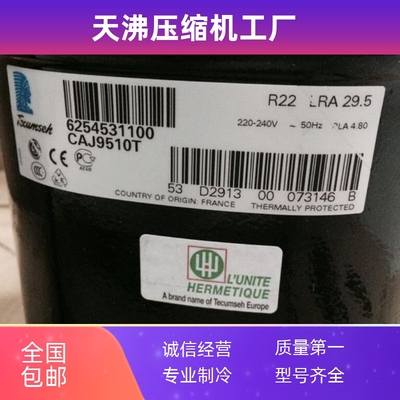 天沸压缩机工厂
Tecumseh
6254531100
CAJ9510T
R22 LRA 29.5
220-240V ~ 50Hz RLA 4.80
53 D2913 00 073146 B
COUNTRY OF ORIGIN: FRANCE THERMALLY PROTECTED
LH
L'UNITE
HERMETIQUE
A brand name of Tecumseh Europe
全国
包邮
诚信经营
质量第一
专业制冷
型号齐全